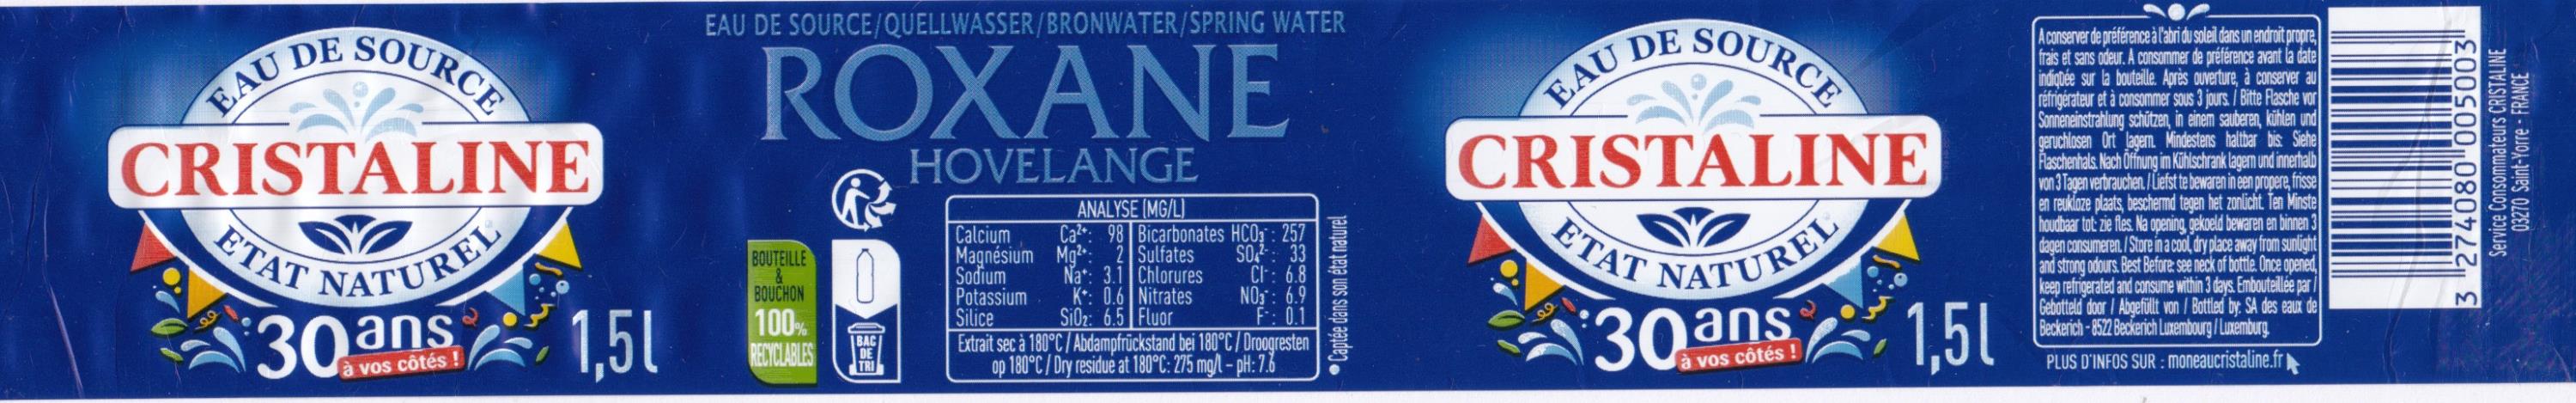 EAU DE SOURCE
CRISTALINE
ETAT NATUREL
30 ans
à vos côtés !
1,5 l
EAU DE SOURCE/QUELLWASSER/BRONWATER/SPRING WATER
ROXANE
HOVELANGE
BOUTEILLE
&
BOUCHON
100%
RECYCLABLES
BAC
DE
TRI
ANALYSE (MG/L)
Calcium Ca²⁺: 98 Bicarbonates HCO₃⁻: 257
Magnésium Mg²⁺: 2 Sulfates SO₄²⁻: 33
Sodium Na⁺: 3.1 Chlorures Cl⁻: 6.8
Potassium K⁺: 0.6 Nitrates NO₃⁻: 6.9
Silice SiO₂: 6.5 Fluor F⁻: 0.1
Extrait sec à 180°C / Abdampfrückstand bei 180°C / Droogresten
op 180°C / Dry residue at 180°C: 275 mg/l – pH: 7.6
• Captée dans son état naturel
EAU DE SOURCE
CRISTALINE
ETAT NATUREL
30 ans
à vos côtés !
1,5 l
A conserver de préférence à l'abri du soleil dans un endroit propre,
frais et sans odeur. A consommer de préférence avant la date
indiquée sur la bouteille. Après ouverture, à conserver au
réfrigérateur et à consommer sous 3 jours. / Bitte Flasche vor
Sonneneinstrahlung schützen, in einem sauberen, kühlen und
geruchlosen Ort lagern. Mindestens haltbar bis: Siehe
Flaschenhals. Nach Öffnung im Kühlschrank lagern und innerhalb
von 3 Tagen verbrauchen. / Liefst te bewaren in een propere, frisse
en reukloze plaats, beschermd tegen het zonlicht. Ten Minste
houdbaar tot: zie fles. Na opening, gekoeld bewaren en binnen 3
dagen consumeren. / Store in a cool, dry place away from sunlight
and strong odours. Best Before: see neck of bottle. Once opened,
keep refrigerated and consume within 3 days. Embouteillée par /
Gebotteld door / Abgefüllt von / Bottled by: SA des eaux de
Beckerich - 8522 Beckerich Luxembourg / Luxemburg.
PLUS D'INFOS SUR : moneaucristaline.fr
3 274080 005003
Service Consommateurs CRISTALINE
03270 Saint-Yorre - FRANCE